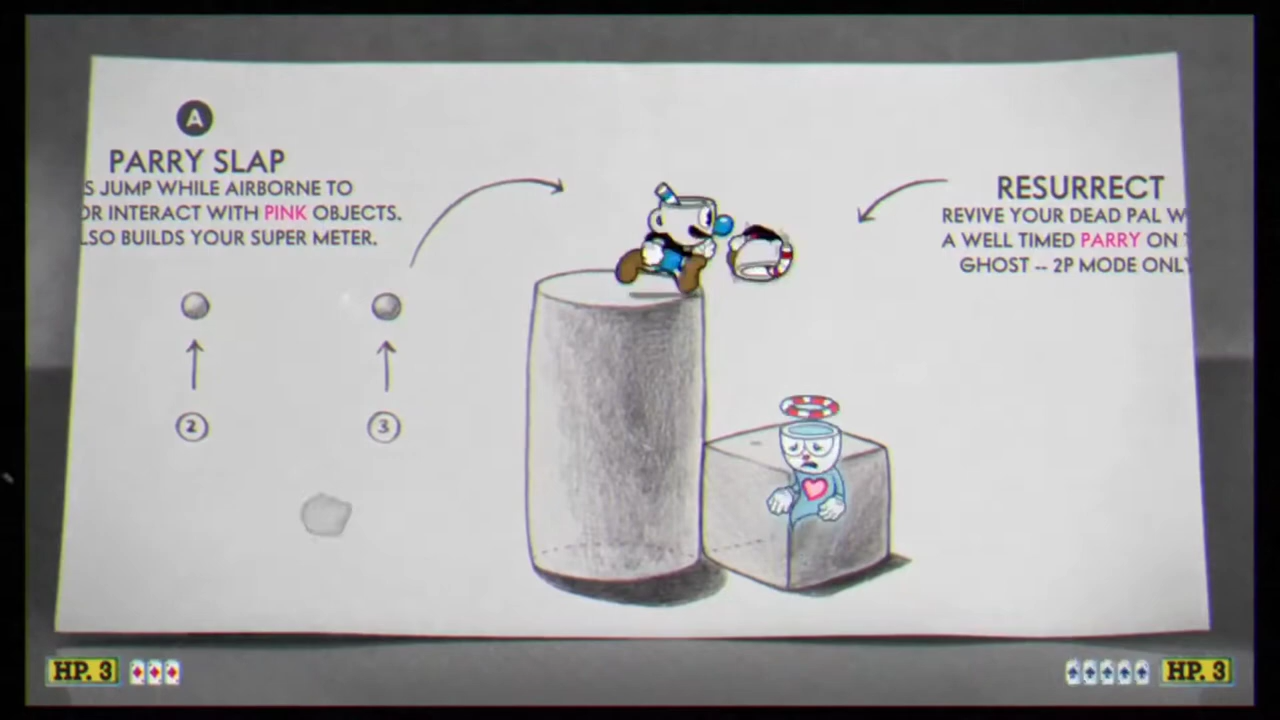 A
PARRY SLAP
S JUMP WHILE AIRBORNE TO
OR INTERACT WITH PINK OBJECTS.
LSO BUILDS YOUR SUPER METER.
2
3
RESURRECT
REVIVE YOUR DEAD PAL W
A WELL TIMED PARRY ON T
GHOST -- 2P MODE ONLY
HP. 3
HP. 3